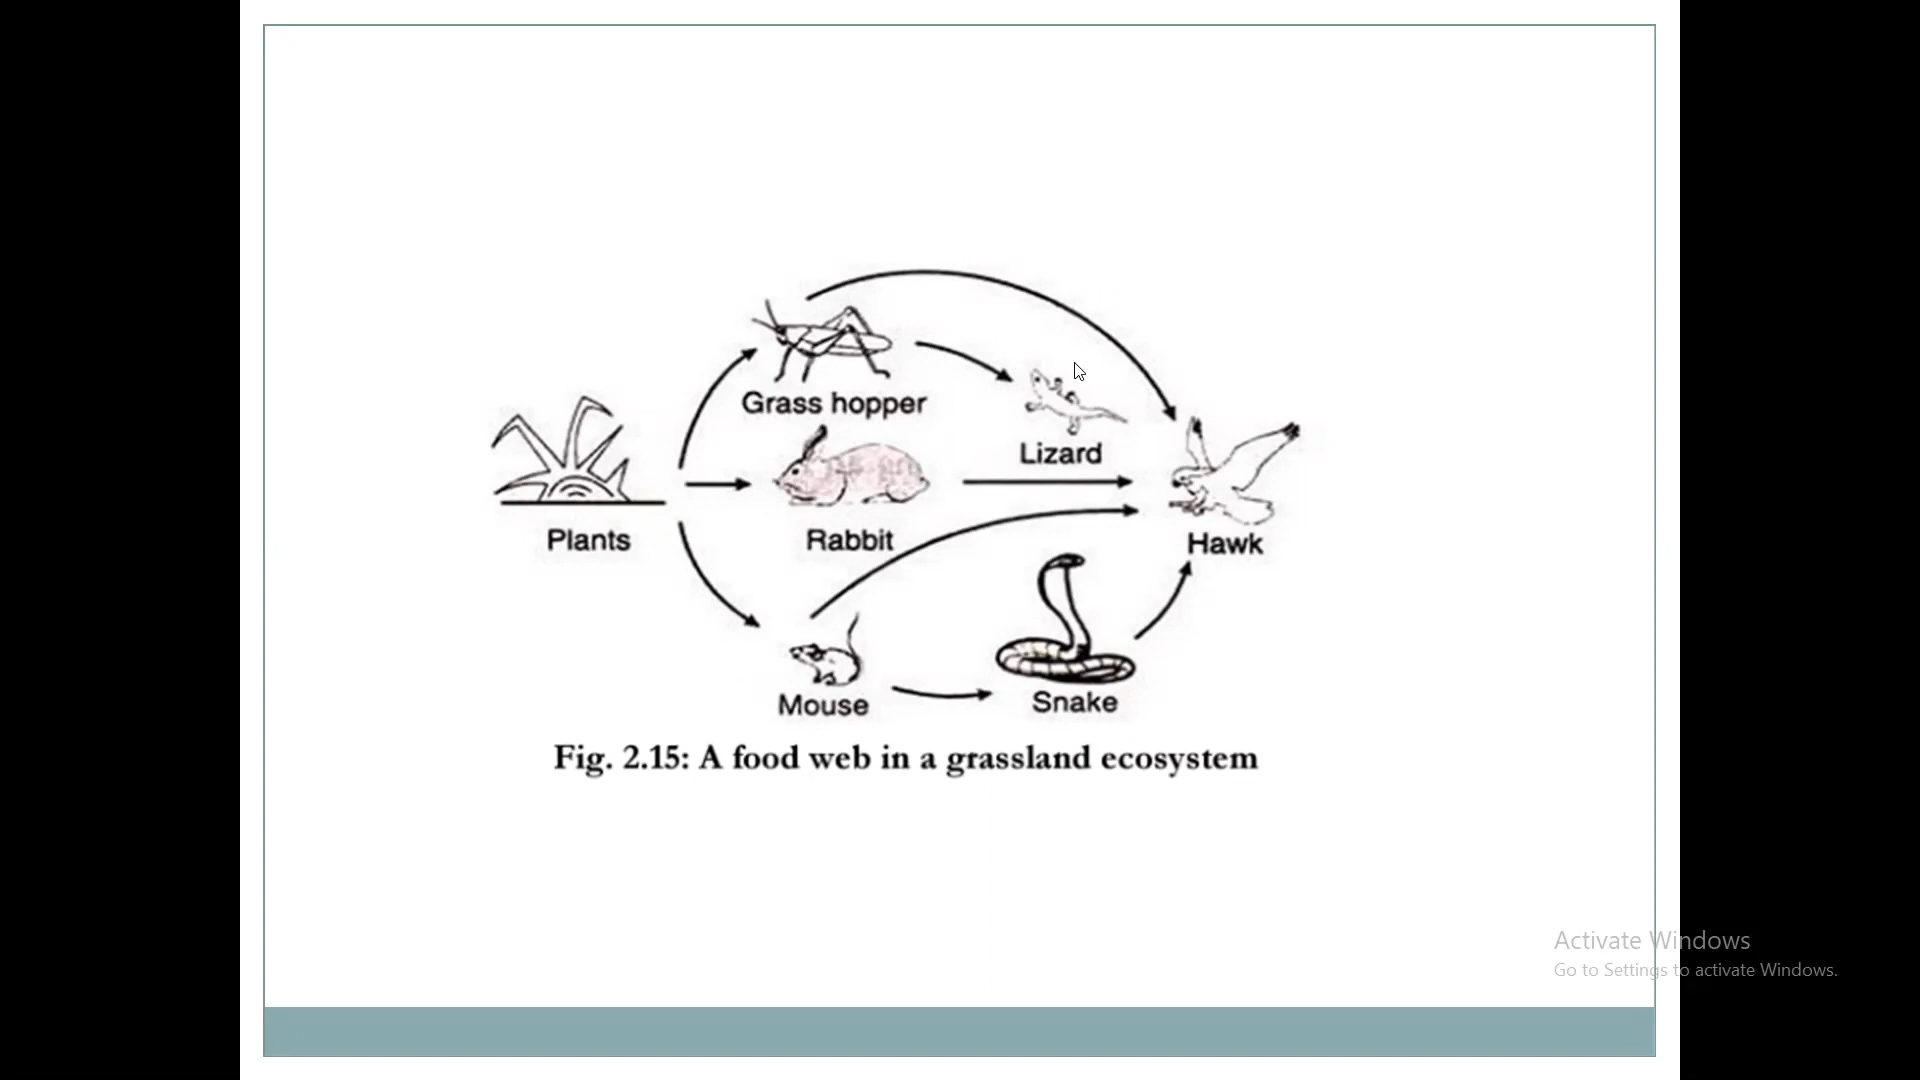 Grass hopper
Lizard
Plants
Rabbit
Hawk
Mouse
Snake
Fig. 2.15: A food web in a grassland ecosystem
Activate Windows
Go to Settings to activate Windows.